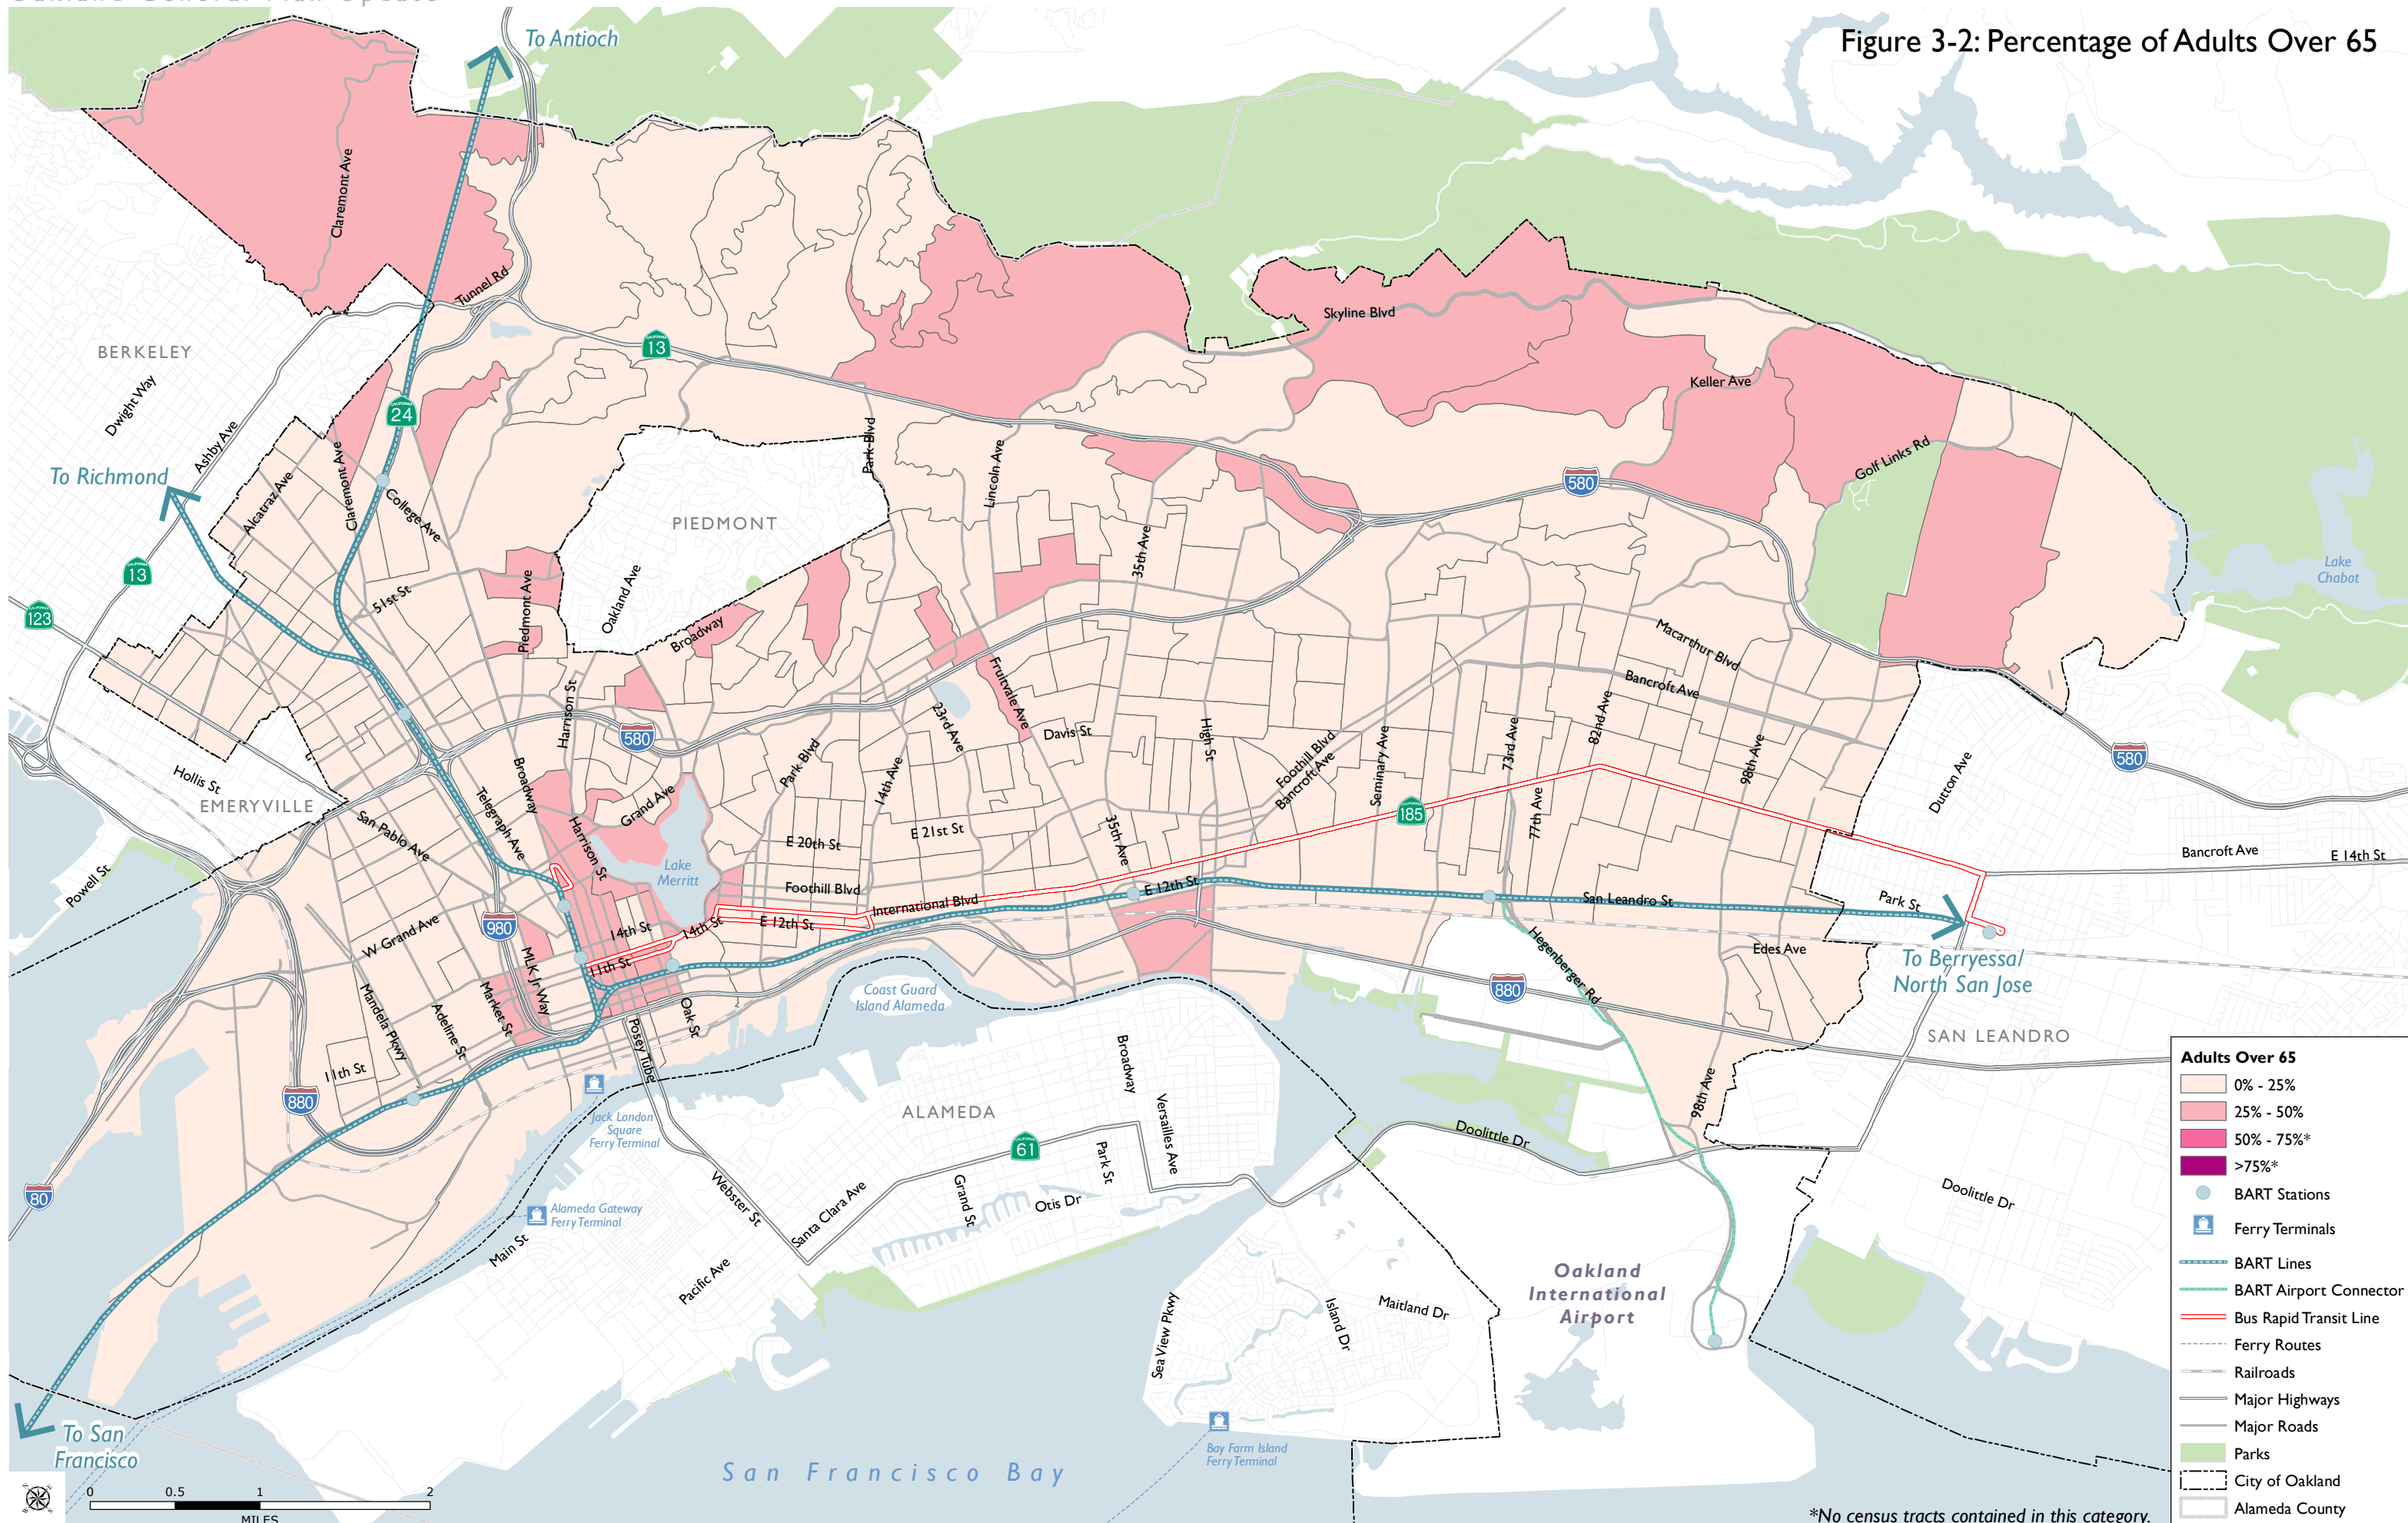 Figure 3-2: Percentage of Adults Over 65
To Antioch
Claremont Ave
Tunnel Rd
BERKELEY
Dwight Way
Ashby Ave
13
24
Skyline Blvd
Keller Ave
Golf Links Rd
To Richmond
Alcatraz Ave
Claremont Ave
College Ave
Park Blvd
Lincoln Ave
PIEDMONT
35th Ave
580
13
123
51st St
Piedmont Ave
Oakland Ave
Broadway
Lake
Chabot
Macarthur Blvd
Bancroft Ave
Harrison St
580
Fruitvale Ave
23rd Ave
Davis St
High St
Foothill Blvd
Bancroft Ave
Seminary Ave
73rd Ave
82nd Ave
98th Ave
77th Ave
Dutton Ave
580
Hollis St
EMERYVILLE
San Pablo Ave
Telegraph Ave
Broadway
Harrison St
Grand Ave
Park Blvd
14th Ave
E 20th St
E 21st St
35th Ave
185
Bancroft Ave
E 14th St
Powell St
Lake
Merritt
Foothill Blvd
International Blvd
E 12th St
E 12th St
San Leandro St
Park St
980
W Grand Ave
14th St
14th St
11th St
MLK Jr Way
Market St
Mandela Pkwy
Adeline St
11th St
880
Oak St
Posey Tube
Coast Guard
Island Alameda
Hegenberger Rd
Edes Ave
880
98th Ave
To Berryessa/
North San Jose
SAN LEANDRO
Jack London
Square
Ferry Terminal
ALAMEDA
Broadway
Versailles Ave
Park St
61
Doolittle Dr
Doolittle Dr
80
Alameda Gateway
Ferry Terminal
Main St
Webster St
Santa Clara Ave
Grand St
Otis Dr
Pacific Ave
Sea View Pkwy
Island Dr
Maitland Dr
Oakland
International
Airport
To San
Francisco
Bay Farm Island
Ferry Terminal
San Francisco Bay
0 0.5 1 2
MILES
Adults Over 65
0% - 25%
25% - 50%
50% - 75%*
>75%*
BART Stations
Ferry Terminals
BART Lines
BART Airport Connector
Bus Rapid Transit Line
Ferry Routes
Railroads
Major Highways
Major Roads
Parks
City of Oakland
Alameda County
*No census tracts contained in this category.